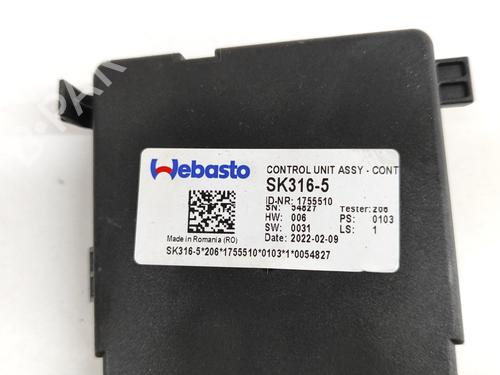 Webasto
CONTROL UNIT ASSY - CONT
SK316-5
ID-NR: 1755510
SN: 54827 Tester: 206
HW: 006 PS: 0103
SW: 0031 LS: 1
Date: 2022-02-09
Made in Romania (RO)
SK316-5*206*1755510*0103*1*0054827